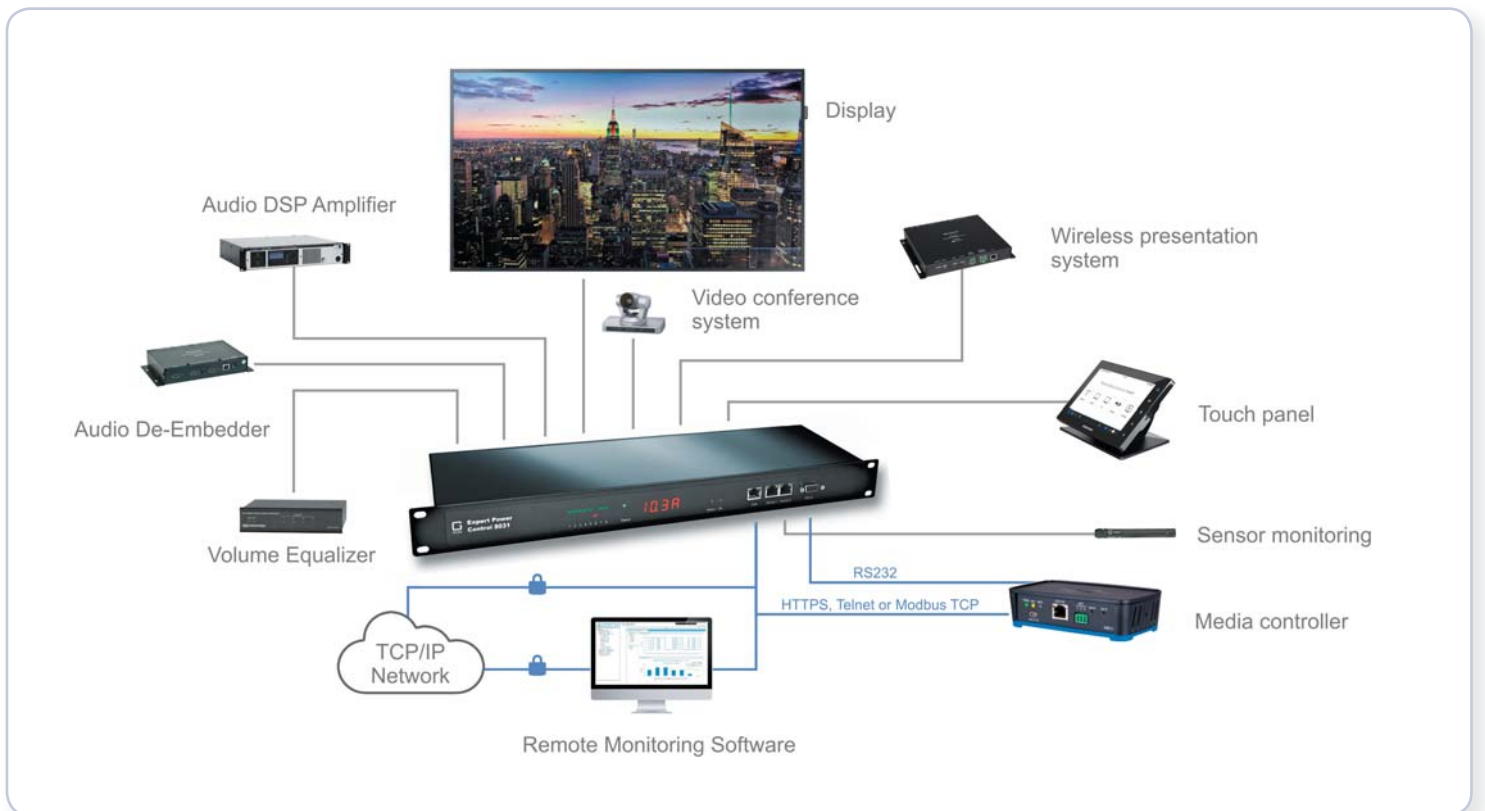 Display
Audio DSP Amplifier
Wireless presentation
system
Video conference
system
Touch panel
Audio De-Embedder
Expert Power
Control 8031
10.3A
Volume Equalizer
Sensor monitoring
RS232
HTTPS, Telnet or Modbus TCP
Media controller
TCP/IP
Network
Remote Monitoring Software